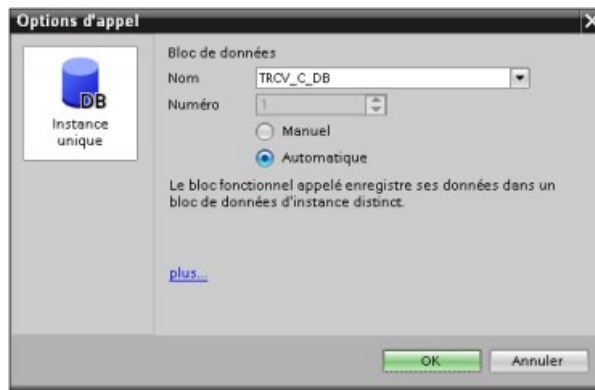 Options d'appel
DB
Instance
unique
Bloc de données
Nom
TRCV_C_DB
Numéro
1
Manuel
Automatique
Le bloc fonctionnel appelé enregistre ses données dans un
bloc de données d'instance distinct.
plus...
OK
Annuler